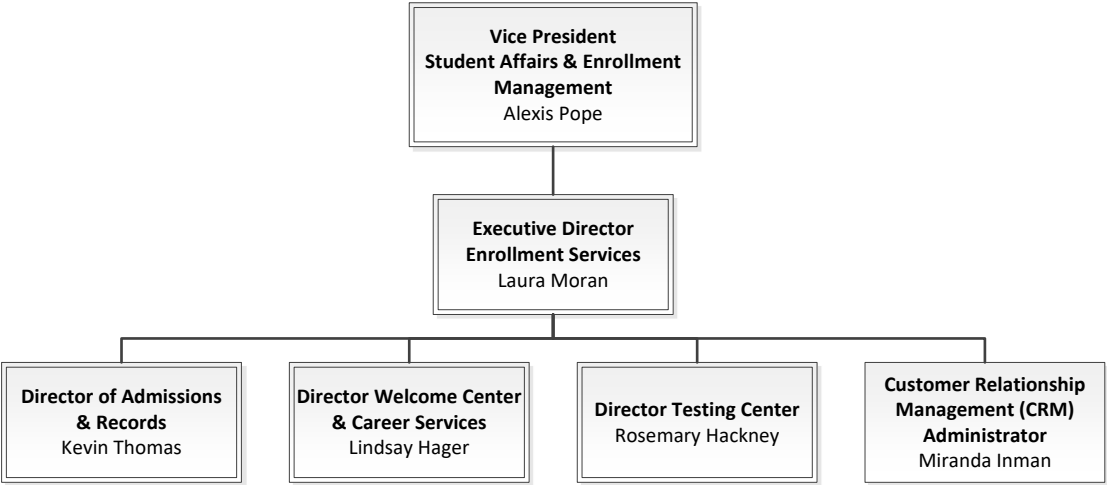 Vice President
Student Affairs & Enrollment
Management
Alexis Pope
Executive Director
Enrollment Services
Laura Moran
Director of Admissions
& Records
Kevin Thomas
Director Welcome Center
& Career Services
Lindsay Hager
Director Testing Center
Rosemary Hackney
Customer Relationship
Management (CRM)
Administrator
Miranda Inman